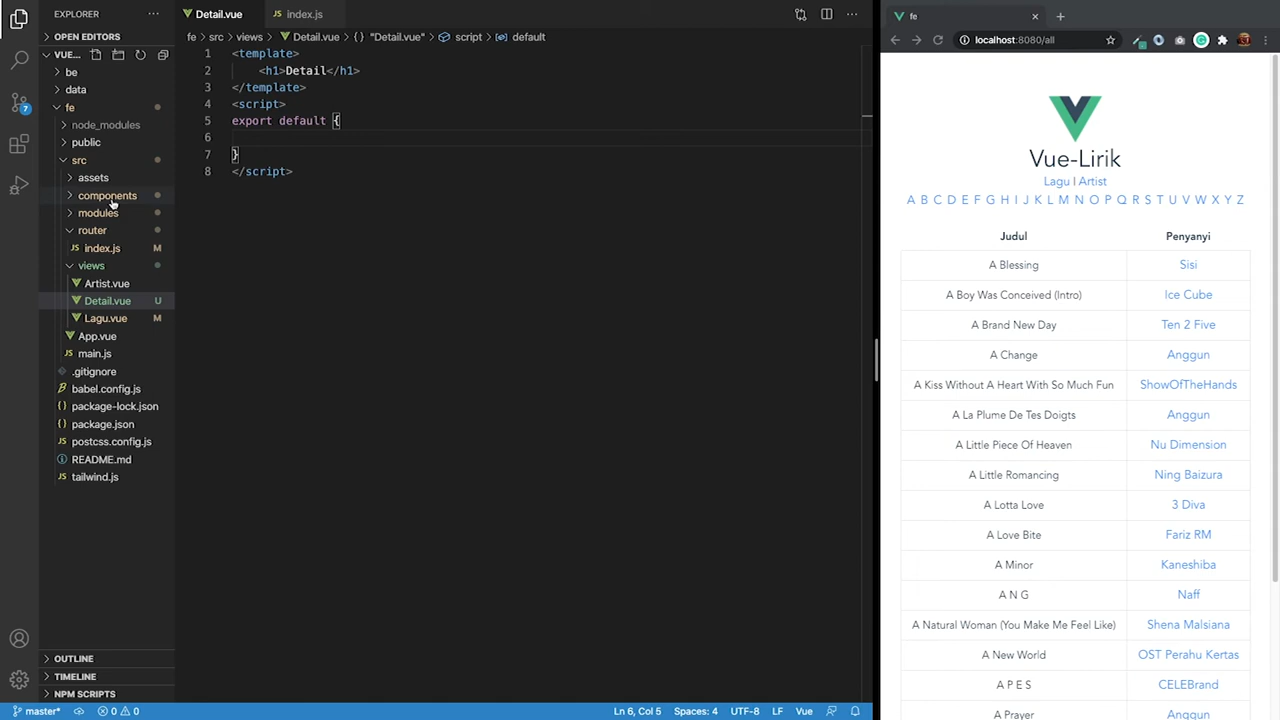 EXPLORER
OPEN EDITORS
VUE...
be
data
fe
node_modules
public
src
assets
components
modules
router
JS index.js M
views
Artist.vue
Detail.vue U
Lagu.vue M
App.vue
JS main.js
.gitignore
babel.config.js
package-lock.json
package.json
postcss.config.js
README.md
JS tailwind.js
OUTLINE
TIMELINE
NPM SCRIPTS
7
Detail.vue
JS index.js
fe > src > views > Detail.vue > {} "Detail.vue" > script > default
1 <template>
2 <h1>Detail</h1>
3 </template>
4 <script>
5 export default {
6
7 }
8 </script>
master*
0 0
Ln 6, Col 5
Spaces: 4
UTF-8
LF
Vue
fe
localhost:8080/all
Vue-Lirik
Lagu | Artist
A B C D E F G H I J K L M N O P Q R S T U V W X Y Z
Judul Penyanyi
A Blessing Sisi
A Boy Was Conceived (Intro) Ice Cube
A Brand New Day Ten 2 Five
A Change Anggun
A Kiss Without A Heart With So Much Fun ShowOfTheHands
A La Plume De Tes Doigts Anggun
A Little Piece Of Heaven Nu Dimension
A Little Romancing Ning Baizura
A Lotta Love 3 Diva
A Love Bite Fariz RM
A Minor Kaneshiba
A N G Naff
A Natural Woman (You Make Me Feel Like) Shena Malsiana
A New World OST Perahu Kertas
A P E S CELEBrand
A Prayer Anggun